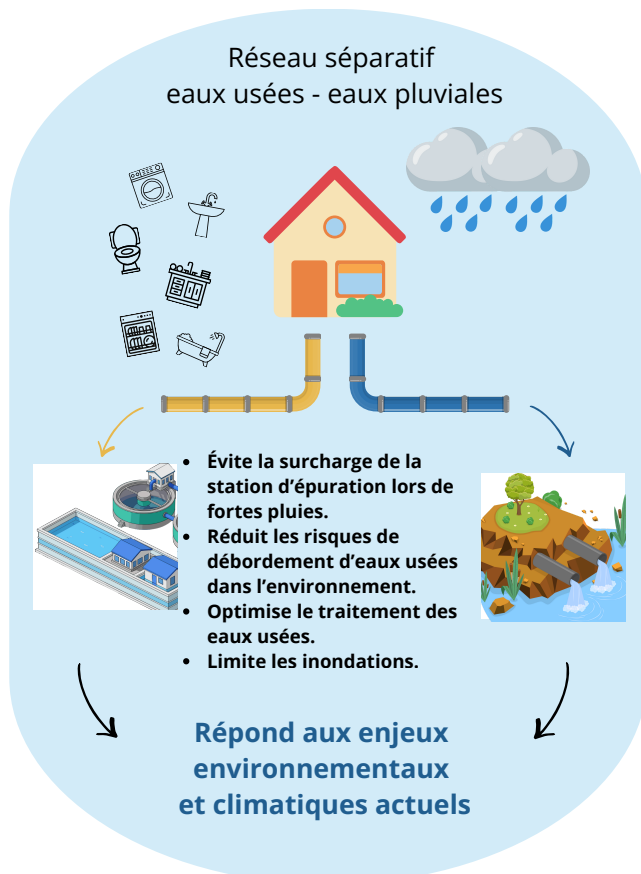 Réseau séparatif
eaux usées - eaux pluviales
• Évite la surcharge de la
station d’épuration lors de
fortes pluies.
• Réduit les risques de
débordement d’eaux usées
dans l’environnement.
• Optimise le traitement des
eaux usées.
• Limite les inondations.
Répond aux enjeux
environnementaux
et climatiques actuels